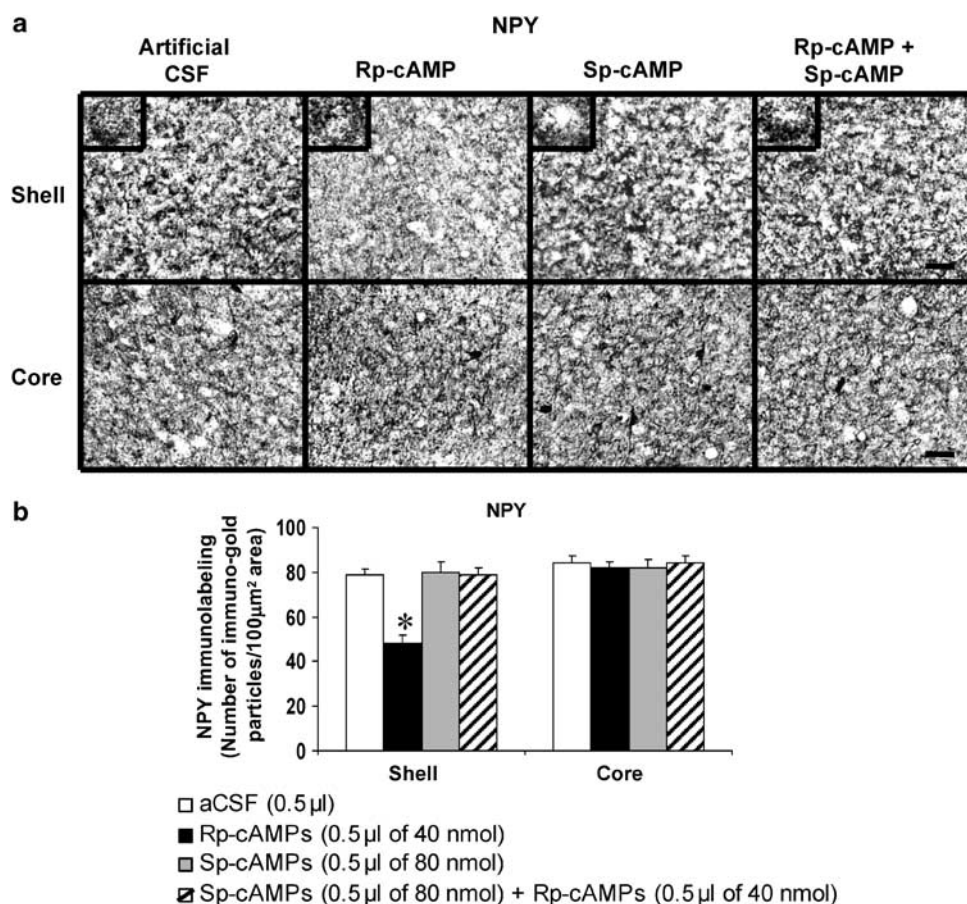 a
NPY
Artificial
CSF
Rp-cAMP
Sp-cAMP
Rp-cAMP +
Sp-cAMP
Shell
Core
b
NPY
NPY immunolabeling
(Number of immuno-gold
particles/100µm² area)
100
80
60
40
20
0
*
Shell
Core
aCSF (0.5 µl)
Rp-cAMPs (0.5 µl of 40 nmol)
Sp-cAMPs (0.5 µl of 80 nmol)
Sp-cAMPs (0.5 µl of 80 nmol) + Rp-cAMPs (0.5 µl of 40 nmol)